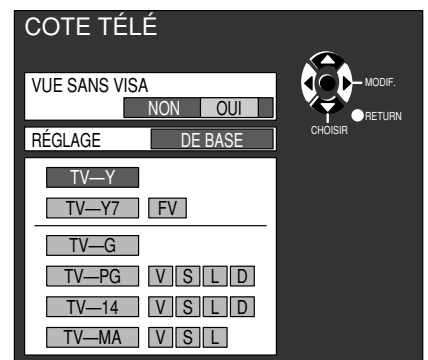 COTE TÉLÉ
VUE SANS VISA
NON OUI
RÉGLAGE DE BASE
TV—Y
TV—Y7 FV
TV—G
TV—PG V S L D
TV—14 V S L D
TV—MA V S L
MODIF.
RETURN
CHOISIR